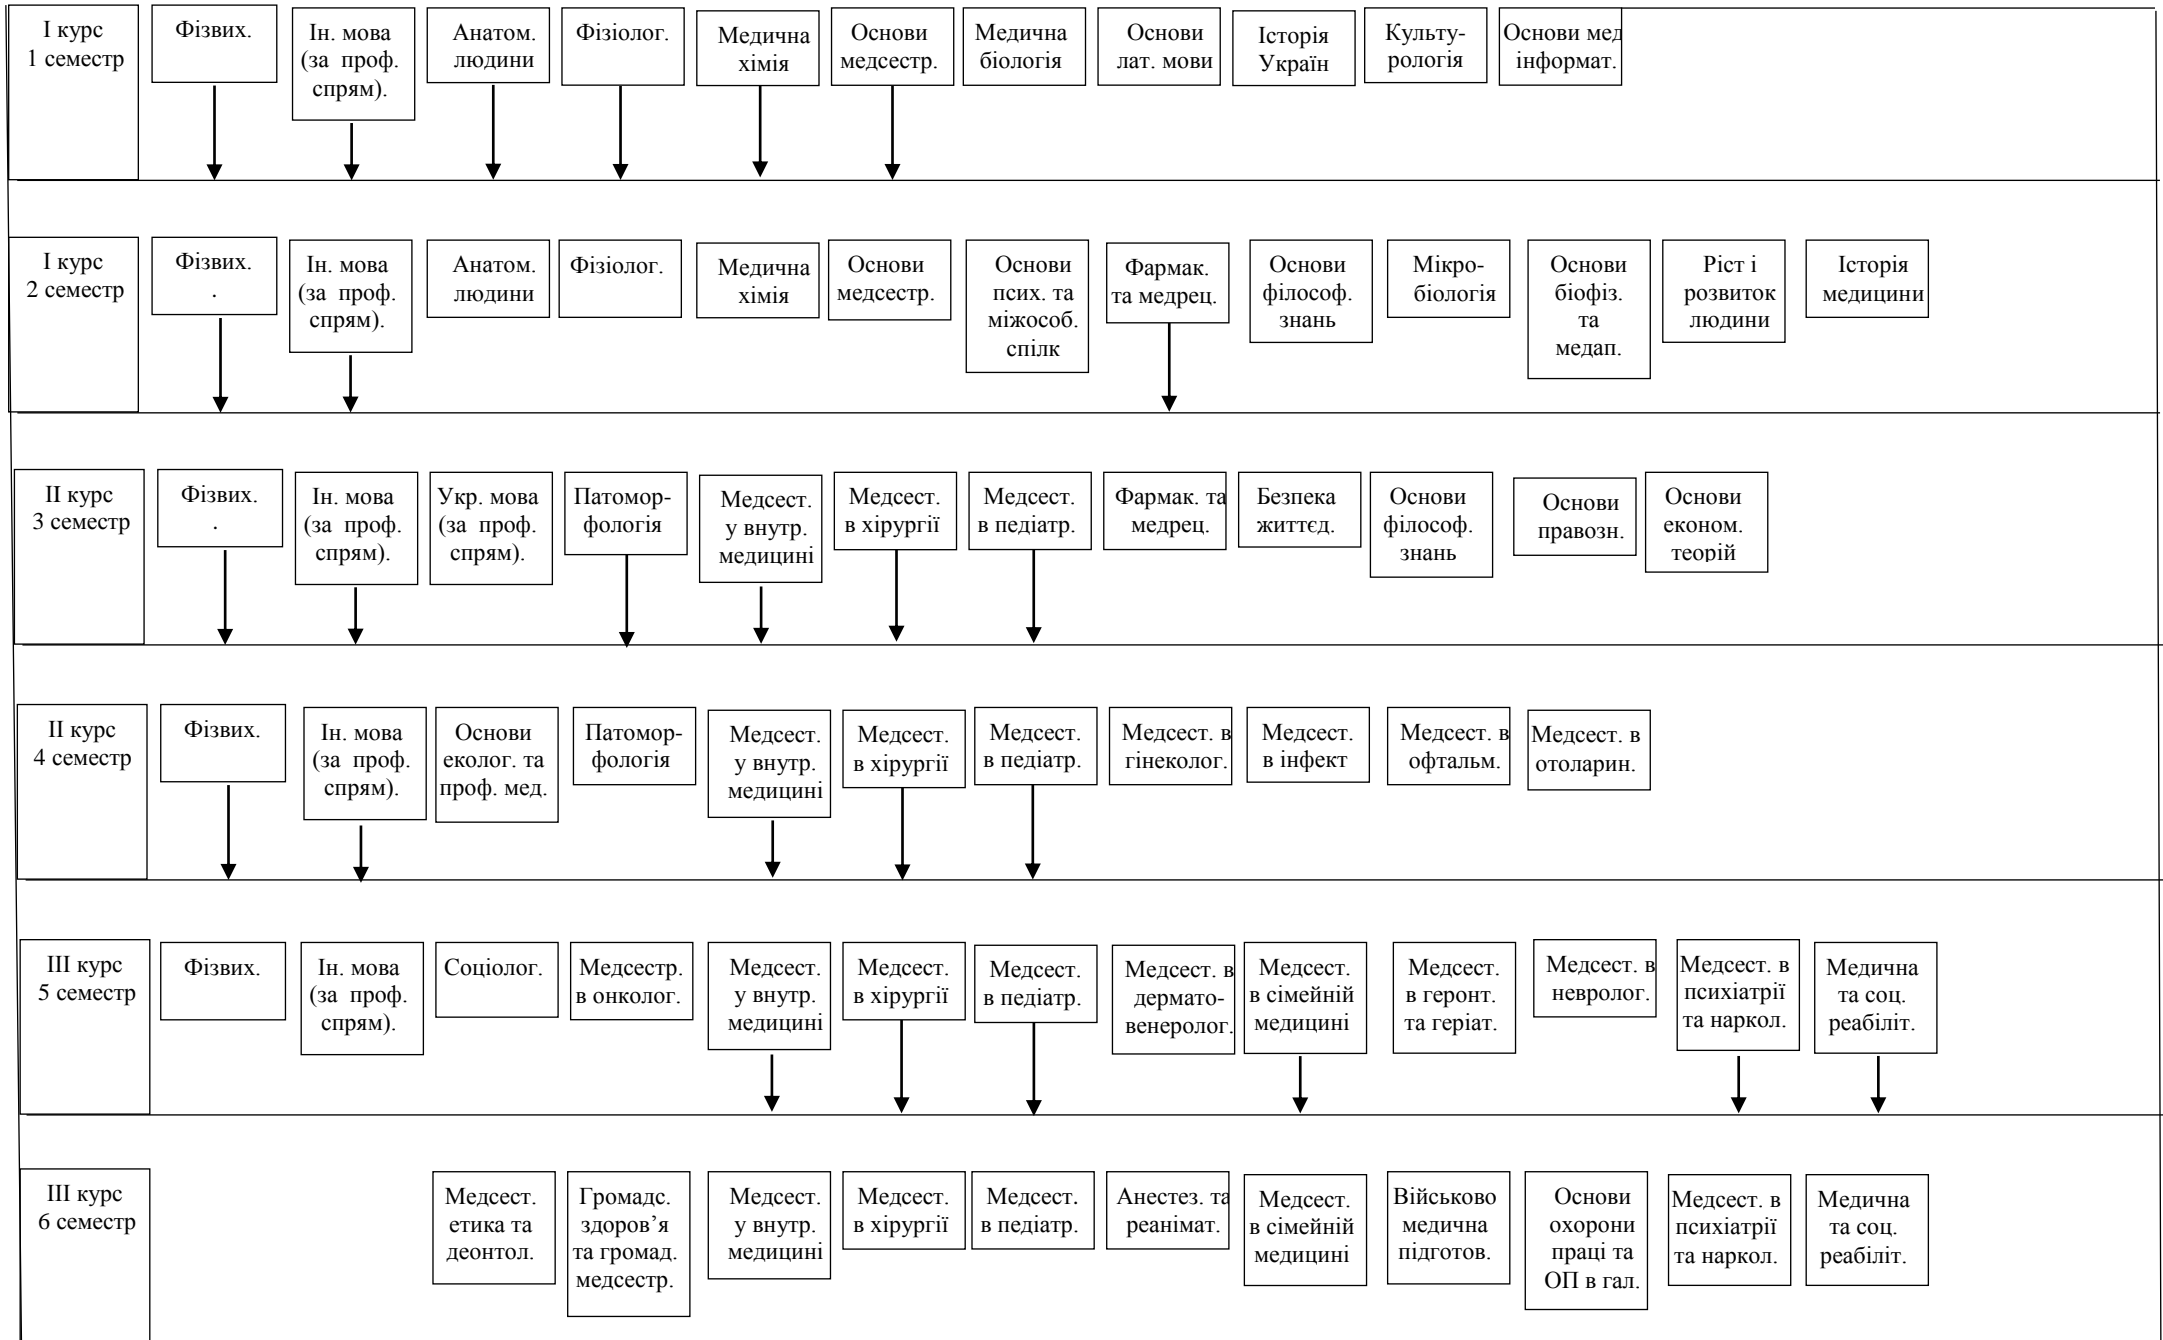 І курс
1 семестр
Фізвих.
Ін. мова
(за проф.
спрям).
Анатом.
людини
Фізіолог.
Медична
хімія
Основи
медсестр.
Медична
біологія
Основи
лат. мови
Історія
Україн
Культу-
рологія
Основи мед
інформат.
І курс
2 семестр
Фізвих.
.
Ін. мова
(за проф.
спрям).
Анатом.
людини
Фізіолог.
Медична
хімія
Основи
медсестр.
Основи
псих. та
міжособ.
спілк
Фармак.
та медрец.
Основи
філософ.
знань
Мікро-
біологія
Основи
біофіз.
та
медап.
Ріст і
розвиток
людини
Історія
медицини
ІІ курс
3 семестр
Фізвих.
.
Ін. мова
(за проф.
спрям).
Укр. мова
(за проф.
спрям).
Патомор-
фологія
Медсест.
у внутр.
медицині
Медсест.
в хірургії
Медсест.
в педіатр.
Фармак. та
медрец.
Безпека
життєд.
Основи
філософ.
знань
Основи
правозн.
Основи
економ.
теорій
ІІ курс
4 семестр
Фізвих.
Ін. мова
(за проф.
спрям).
Основи
еколог. та
проф. мед.
Патомор-
фологія
Медсест.
у внутр.
медицині
Медсест.
в хірургії
Медсест.
в педіатр.
Медсест. в
гінеколог.
Медсест.
в інфект
Медсест. в
офтальм.
Медсест. в
отоларин.
ІІІ курс
5 семестр
Фізвих.
Ін. мова
(за проф.
спрям).
Соціолог.
Медсестр.
в онколог.
Медсест.
у внутр.
медицині
Медсест.
в хірургії
Медсест.
в педіатр.
Медсест. в
дермато-
венеролог.
Медсест.
в сімейній
медицині
Медсест.
в геронт.
та геріат.
Медсест. в
невролог.
Медсест. в
психіатрії
та наркол.
Медична
та соц.
реабіліт.
ІІІ курс
6 семестр
Медсест.
етика та
деонтол.
Громадс.
здоров’я
та громад.
медсестр.
Медсест.
у внутр.
медицині
Медсест.
в хірургії
Медсест.
в педіатр.
Анестез. та
реанімат.
Медсест.
в сімейній
медицині
Військово
медична
підготов.
Основи
охорони
праці та
ОП в гал.
Медсест. в
психіатрії
та наркол.
Медична
та соц.
реабіліт.